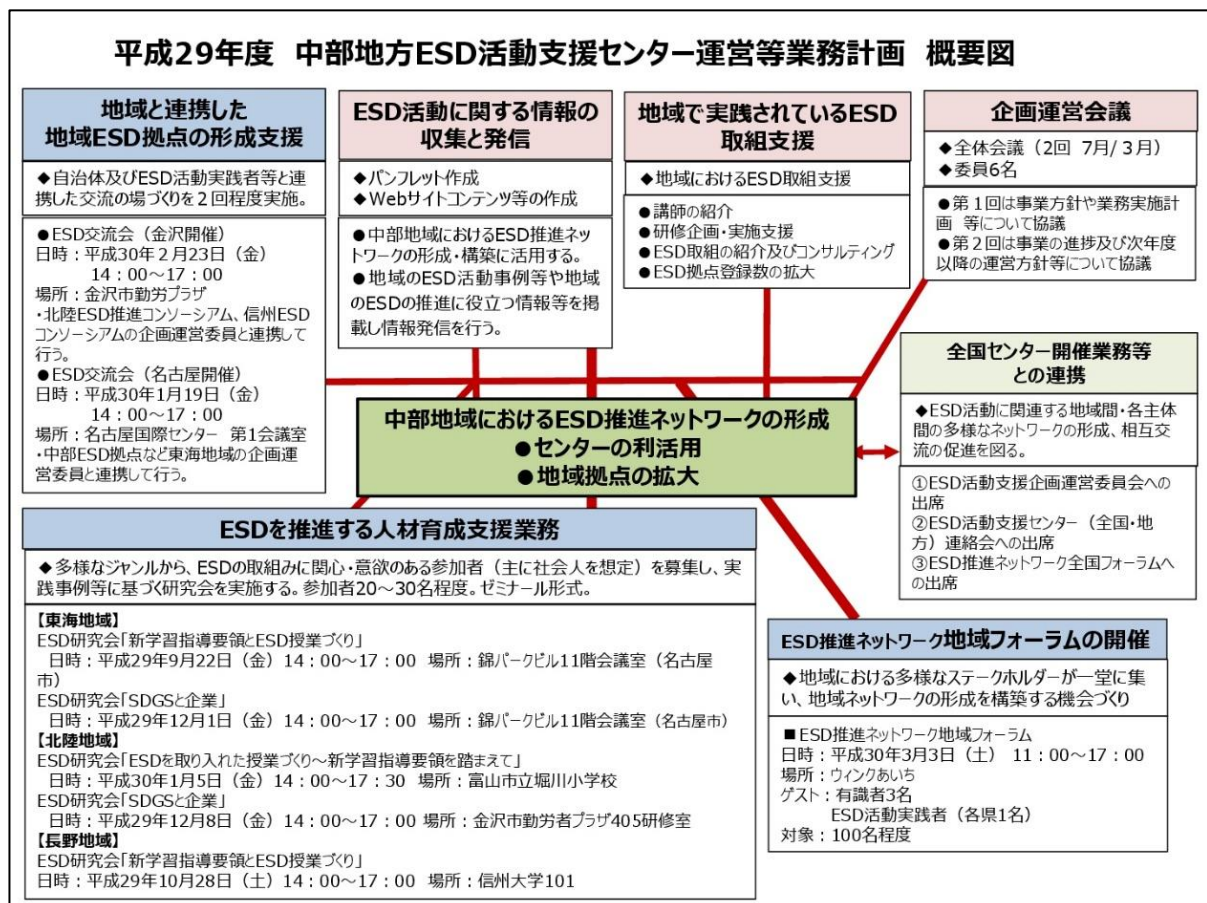 平成29年度 中部地方ESD活動支援センター運営等業務計画 概要図
地域と連携した
地域ESD拠点の形成支援
◆自治体及びESD活動実践者等と連
携した交流の場づくりを２回程度実施。
●ESD交流会（金沢開催）
日時：平成30年２月23日（金）
14：00～17：00
場所：金沢市勤労プラザ
・北陸ESD推進コンソーシアム、信州ESD
コンソーシアムの企画運営委員と連携して
行う。
●ESD交流会（名古屋開催）
日時：平成30年1月19日（金）
14：00～17：00
場所：名古屋国際センター 第1会議室
・中部ESD拠点など東海地域の企画運
営委員と連携して行う。
ESD活動に関する情報の
収集と発信
◆パンフレット作成
◆Webサイトコンテンツ等の作成
●中部地域におけるESD推進ネッ
トワークの形成・構築に活用する。
●地域のESD活動事例等や地域
のESDの推進に役立つ情報等を掲
載し情報発信を行う。
地域で実践されているESD
取組支援
◆地域におけるESD取組支援
●講師の紹介
●研修企画・実施支援
●ESD取組の紹介及びコンサルティング
●ESD拠点登録数の拡大
企画運営会議
◆全体会議（2回 7月/３月）
◆委員6名
●第１回は事業方針や業務実施計
画 等について協議
●第２回は事業の進捗及び次年度
以降の運営方針等について協議
中部地域におけるESD推進ネットワークの形成
●センターの利活用
●地域拠点の拡大
全国センター開催業務等
との連携
◆ESD活動に関連する地域間・各主体
間の多様なネットワークの形成、相互交
流の促進を図る。
①ESD活動支援企画運営委員会への
出席
②ESD活動支援センター（全国・地
方）連絡会への出席
③ESD推進ネットワーク全国フォーラムへ
の出席
ESDを推進する人材育成支援業務
◆多様なジャンルから、ESDの取組みに関心・意欲のある参加者（主に社会人を想定）を募集し、実
践事例等に基づく研究会を実施する。参加者20～30名程度。ゼミナール形式。
【東海地域】
ESD研究会「新学習指導要領とESD授業づくり」
日時：平成29年9月22日（金）14：00～17：00 場所：錦パークビル11階会議室（名古屋
市）
ESD研究会「SDGSと企業」
日時：平成29年12月1日（金）14：00～17：00 場所：錦パークビル11階会議室（名古屋市）
【北陸地域】
ESD研究会「ESDを取り入れた授業づくり～新学習指導要領を踏まえて」
日時：平成30年1月5日（金）14：00～17：30 場所：富山市立堀川小学校
ESD研究会「SDGSと企業」
日時：平成29年12月8日（金）14：00～17：00 場所：金沢市勤労者プラザ405研修室
【長野地域】
ESD研究会「新学習指導要領とESD授業づくり」
日時：平成29年10月28日（土）14：00～17：00 場所：信州大学101
ESD推進ネットワーク地域フォーラムの開催
◆地域における多様なステークホルダーが一堂に集
い、地域ネットワークの形成を構築する機会づくり
■ESD推進ネットワーク地域フォーラム
日時：平成30年3月3日（土） 11：00～17：00
場所：ウィンクあいち
ゲスト：有識者3名
ESD活動実践者（各県1名）
対象：100名程度